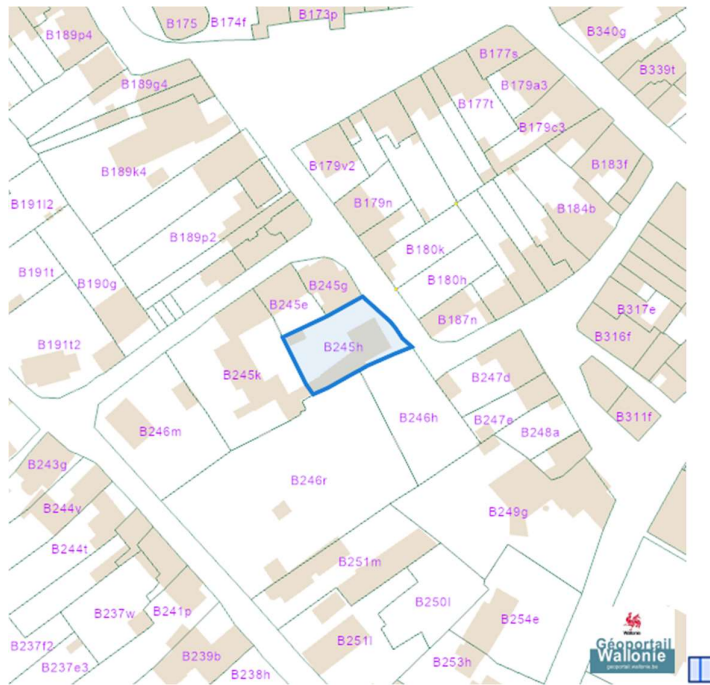 B175
B174f
B173p
B189p4
B340g
B177s
B339t
B189g4
B179a3
B177t
B179c3
B179v2
B183f
B189k4
B191l2
B179n
B184b
B189p2
B180k
B191t
B190g
B180h
B245g
B245e
B317e
B187n
B316f
B191t2
B245h
B245k
B247d
B246h
B247e
B311f
B246m
B248a
B243g
B246r
B244v
B249g
B244t
B251m
B250l
B237w
B241p
B254e
B237f2
B251l
B239b
B253h
B237e3
B238h
Wallonie
Géoportail
Wallonie
geoportail.wallonie.be